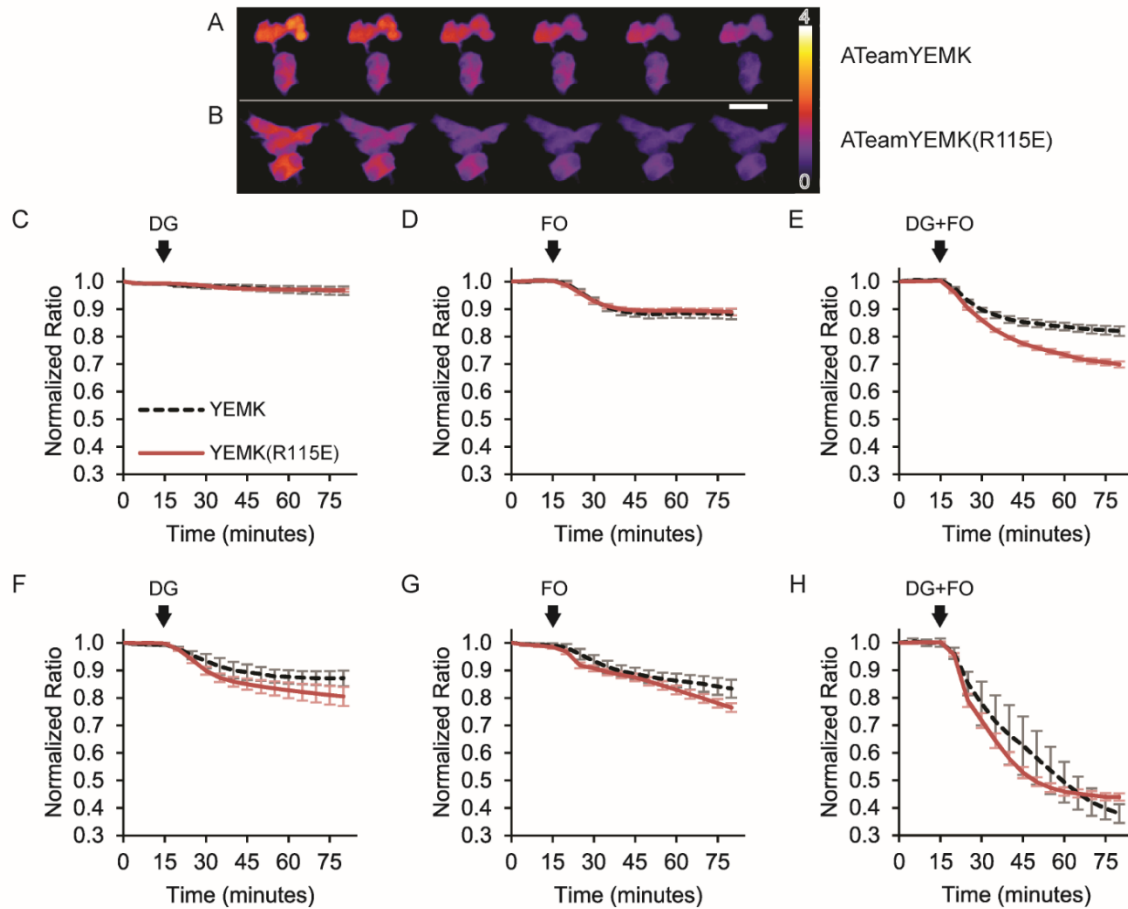 A
4
ATeamYEMK
B
ATeamYEMK(R115E)
0
C
DG
D
FO
E
DG+FO
Normalized Ratio
1.0
0.9
0.8
0.7
0.6
0.5
0.4
0.3
YEMK
YEMK(R115E)
0 15 30 45 60 75
Time (minutes)
Normalized Ratio
1.0
0.9
0.8
0.7
0.6
0.5
0.4
0.3
0 15 30 45 60 75
Time (minutes)
Normalized Ratio
1.0
0.9
0.8
0.7
0.6
0.5
0.4
0.3
0 15 30 45 60 75
Time (minutes)
F
DG
G
FO
H
DG+FO
Normalized Ratio
1.0
0.9
0.8
0.7
0.6
0.5
0.4
0.3
0 15 30 45 60 75
Time (minutes)
Normalized Ratio
1.0
0.9
0.8
0.7
0.6
0.5
0.4
0.3
0 15 30 45 60 75
Time (minutes)
Normalized Ratio
1.0
0.9
0.8
0.7
0.6
0.5
0.4
0.3
0 15 30 45 60 75
Time (minutes)